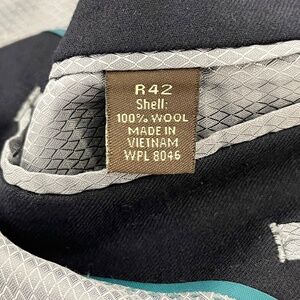 R42
Shell:
100% WOOL
MADE IN
VIETNAM
WPL 8046